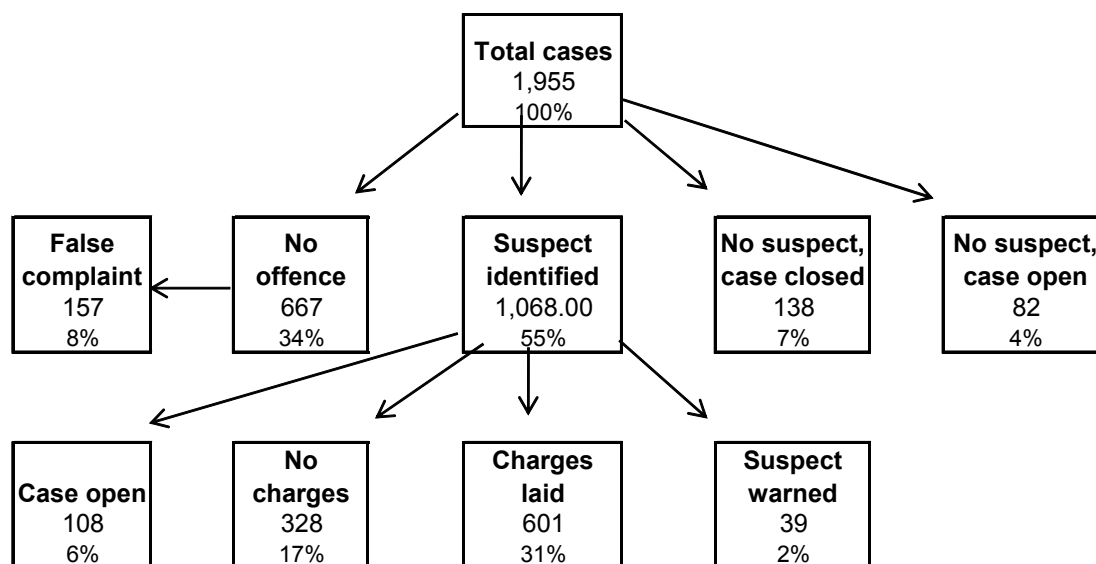 Total cases
1,955
100%
False
complaint
157
8%
No
offence
667
34%
Suspect
identified
1,068.00
55%
No suspect,
case closed
138
7%
No suspect,
case open
82
4%
Case open
108
6%
No
charges
328
17%
Charges
laid
601
31%
Suspect
warned
39
2%